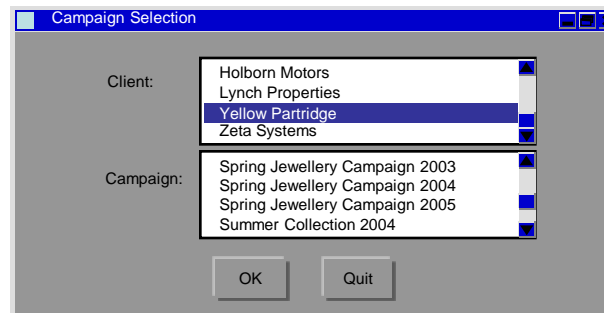 Campaign Selection
Client:
Holborn Motors
Lynch Properties
Yellow Partridge
Zeta Systems
Campaign:
Spring Jewellery Campaign 2003
Spring Jewellery Campaign 2004
Spring Jewellery Campaign 2005
Summer Collection 2004
OK
Quit